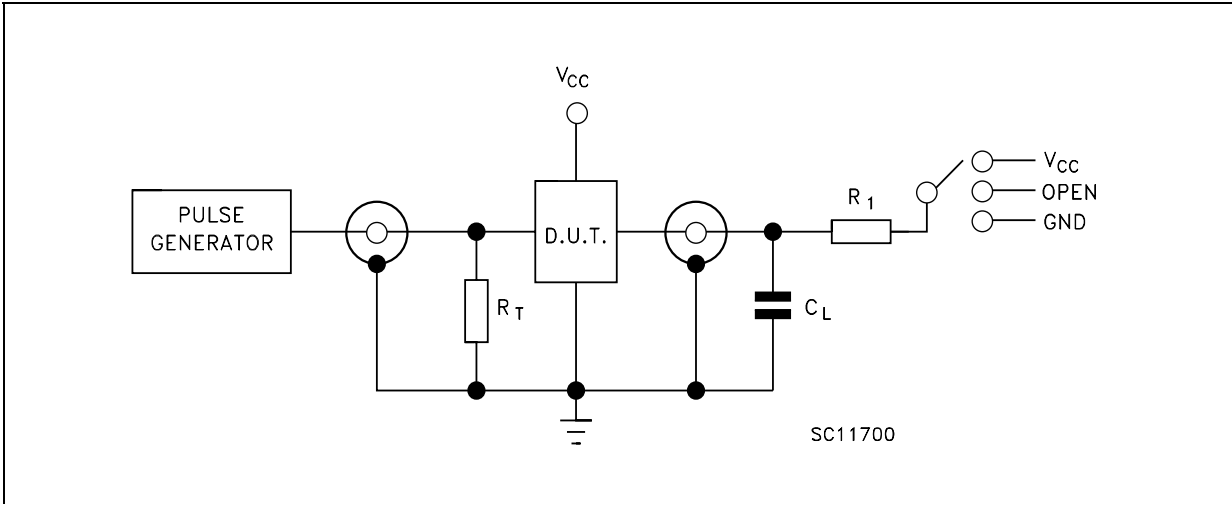 VCC
PULSE
GENERATOR
D.U.T.
RT
CL
R1
VCC
OPEN
GND
SC11700